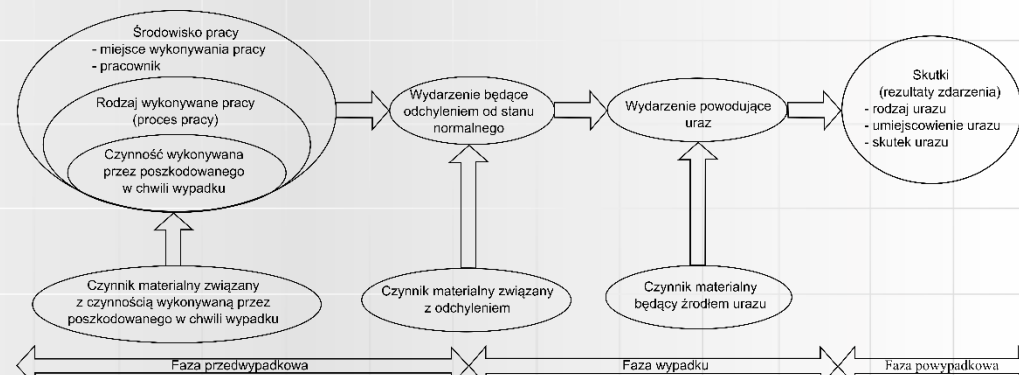 Środowisko pracy
- miejsce wykonywania pracy
- pracownik
Rodzaj wykonywane pracy
(proces pracy)
Czynność wykonywana
przez poszkodowanego
w chwili wypadku
Wydarzenie będące
odchyleniem od stanu
normalnego
Wydarzenie powodujące
uraz
Skutki
(rezultaty zdarzenia)
- rodzaj urazu
- umiejscowienie urazu
- skutek urazu
Czynnik materialny związany
z czynnością wykonywaną przez
poszkodowanego w chwili wypadku
Czynnik materialny związany
z odchyleniem
Czynnik materialny
będący źrodłem urazu
Faza przedwypadkowa
Faza wypadku
Faza powypadkowa